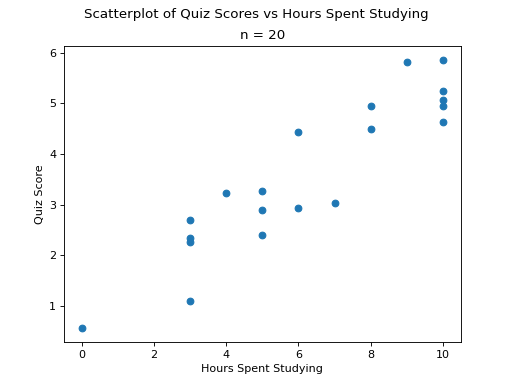 Scatterplot of Quiz Scores vs Hours Spent Studying
n = 20
6
5
4
3
2
1
Quiz Score
0 2 4 6 8 10
Hours Spent Studying